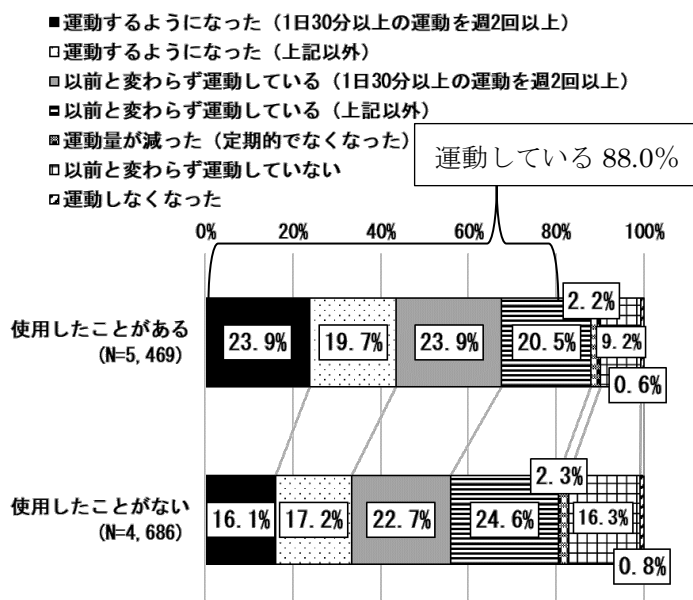 ■運動するようになった（1日30分以上の運動を週2回以上）
□運動するようになった（上記以外）
以前と変わらず運動している（1日30分以上の運動を週2回以上）
以前と変わらず運動している（上記以外）
運動量が減った（定期的でなくなった）
以前と変わらず運動していない
運動しなくなった
運動している 88.0%
0% 20% 40% 60% 80% 100%
使用したことがある
(N=5,469)
23.9% 19.7% 23.9% 20.5% 2.2% 9.2% 0.6%
使用したことがない
(N=4,686)
16.1% 17.2% 22.7% 24.6% 2.3% 16.3% 0.8%